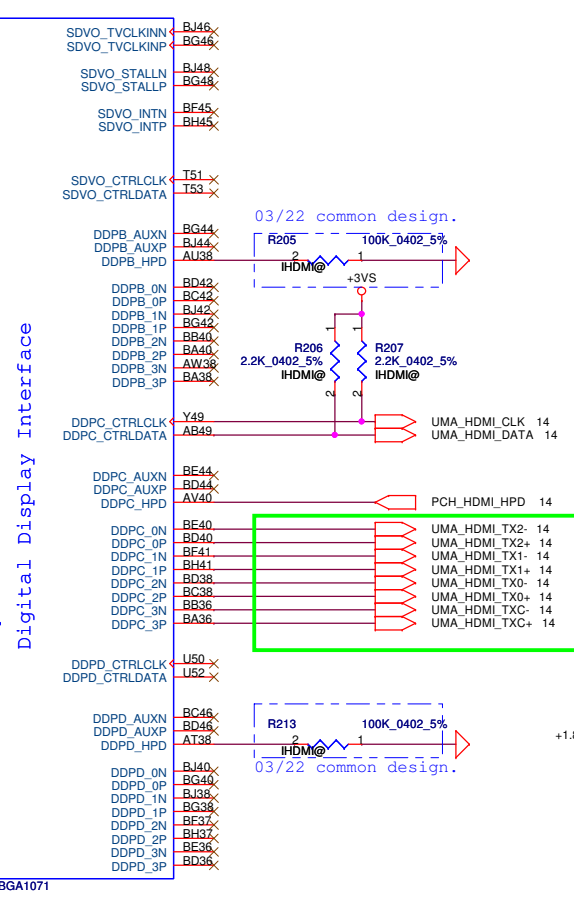 SDVO_TVCLKINN BJ46
SDVO_TVCLKINP BG46
SDVO_STALLN BJ48
SDVO_STALLP BG48
SDVO_INTN BF45
SDVO_INTP BH45
SDVO_CTRLCLK T51
SDVO_CTRLDATA T53
03/22 common design.
DDPB_AUXN BG44
R205 100K_0402_5%
DDPB_AUXP BJ44
DDPB_HPD AU38
2 1
IHDMI@
+3VS
DDPB_0N BD42
DDPB_0P BC42
DDPB_1N BJ42
DDPB_1P BG42
DDPB_2N BB40
DDPB_2P BA40
DDPB_3N AW38
DDPB_3P BA38
1 1
R206 R207
2.2K_0402_5% 2.2K_0402_5%
IHDMI@ IHDMI@
2 2
DDPC_CTRLCLK Y49 UMA_HDMI_CLK 14
DDPC_CTRLDATA AB49 UMA_HDMI_DATA 14
Digital Display Interface
DDPC_AUXN BE44
DDPC_AUXP BD44
DDPC_HPD AV40 PCH_HDMI_HPD 14
DDPC_0N BE40 UMA_HDMI_TX2- 14
DDPC_0P BD40 UMA_HDMI_TX2+ 14
DDPC_1N BF41 UMA_HDMI_TX1- 14
DDPC_1P BH41 UMA_HDMI_TX1+ 14
DDPC_2N BD38 UMA_HDMI_TX0- 14
DDPC_2P BC38 UMA_HDMI_TX0+ 14
DDPC_3N BB36 UMA_HDMI_TXC- 14
DDPC_3P BA36 UMA_HDMI_TXC+ 14
DDPD_CTRLCLK U50
DDPD_CTRLDATA U52
DDPD_AUXN BC46
R213 100K_0402_5%
DDPD_AUXP BD46
DDPD_HPD AT38
2 1
IHDMI@
03/22 common design.
DDPD_0N BJ40
DDPD_0P BG40
DDPD_1N BJ38
DDPD_1P BG38
DDPD_2N BF37
DDPD_2P BH37
DDPD_3N BE36
DDPD_3P BD36
BGA1071